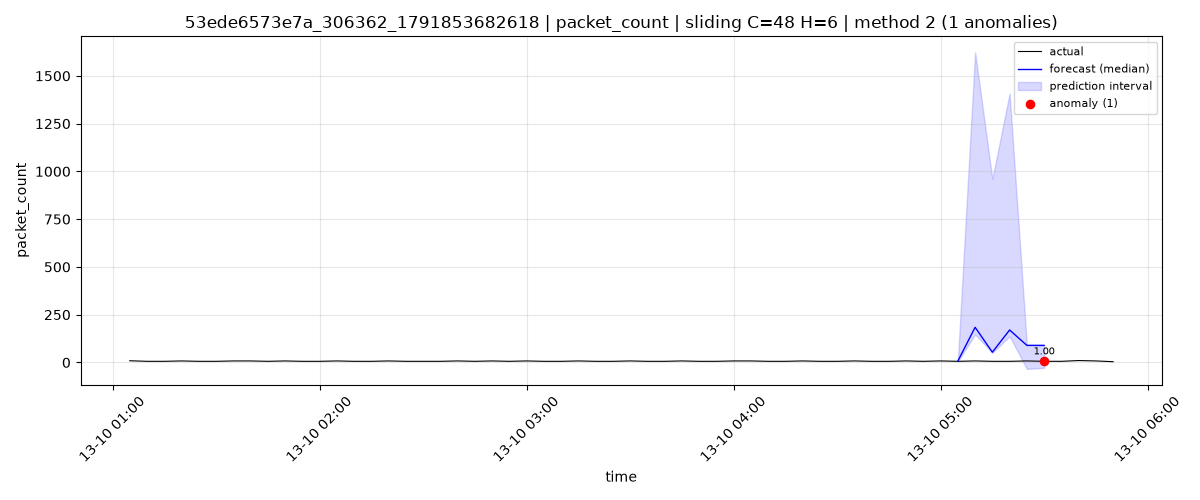 53ede6573e7a_306362_1791853682618 | packet_count | sliding C=48 H=6 | method 2 (1 anomalies)
actual
forecast (median)
prediction interval
anomaly (1)
packet_count
1500
1250
1000
750
500
250
0
1.00
13-10 01:00
13-10 02:00
13-10 03:00
13-10 04:00
13-10 05:00
13-10 06:00
time